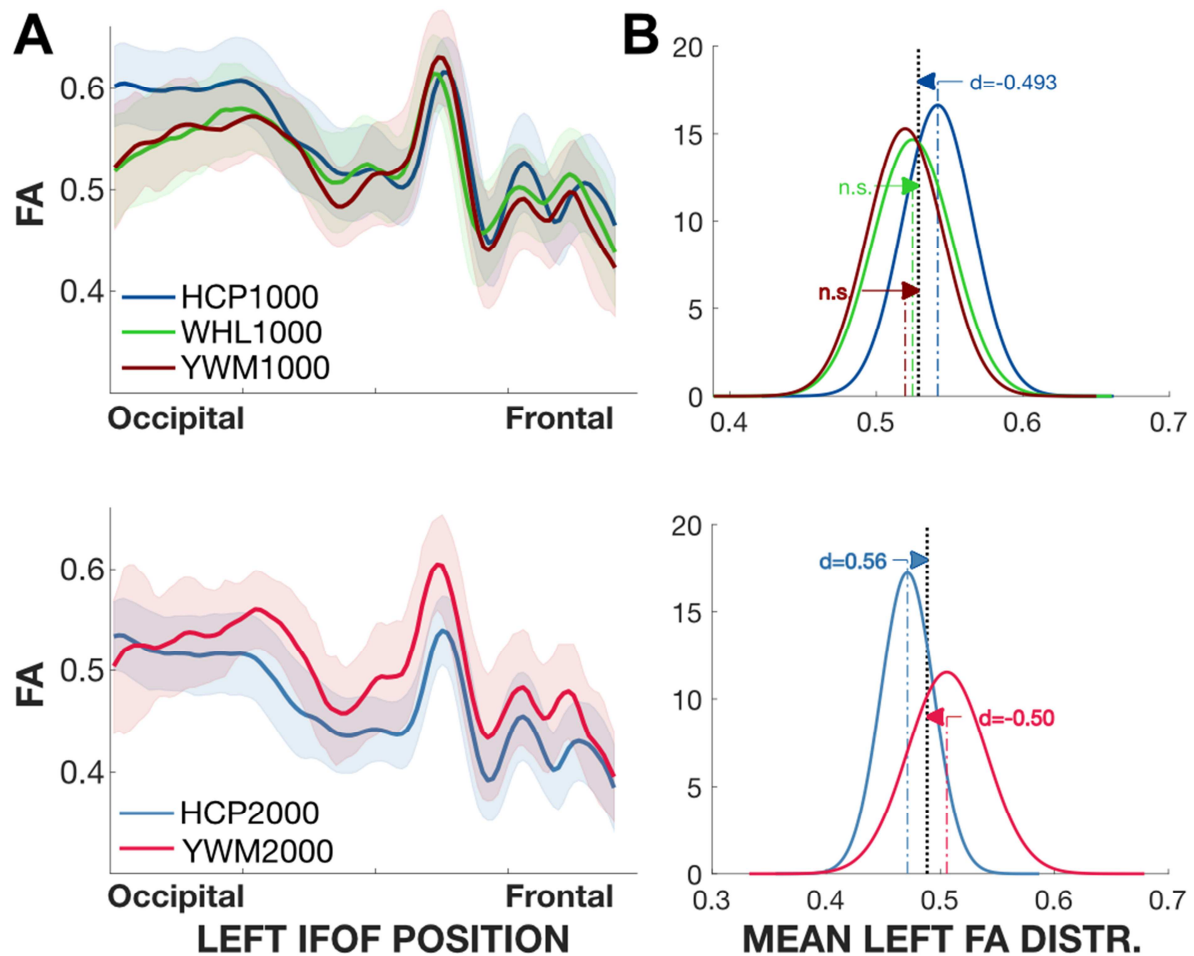 A
B
FA
0.6
0.5
0.4
HCP1000
WHL1000
YWM1000
Occipital
Frontal
20
15
10
5
0
d=-0.493
n.s.
n.s.
0.4
0.5
0.6
0.7
FA
0.6
0.5
0.4
HCP2000
YWM2000
Occipital
Frontal
LEFT IFOF POSITION
20
15
10
5
0
d=0.56
d=-0.50
0.3
0.4
0.5
0.6
0.7
MEAN LEFT FA DISTR.